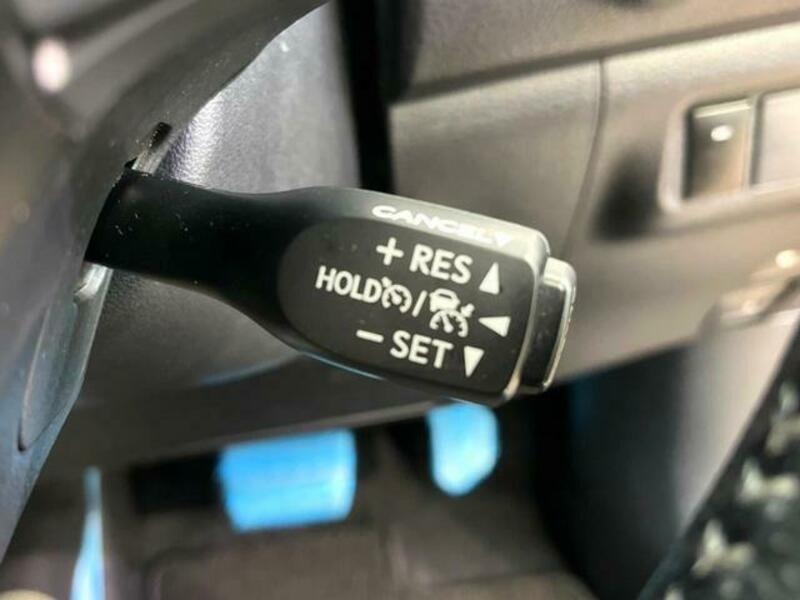 CANCEL
+ RES
HOLD /
- SET